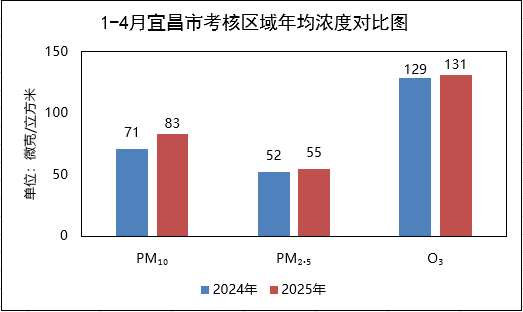 1-4月宜昌市考核区域年均浓度对比图
单位：微克/立方米
150
100
50
0
71
83
52
55
129
131
PM₁₀
PM₂.₅
O₃
2024年
2025年